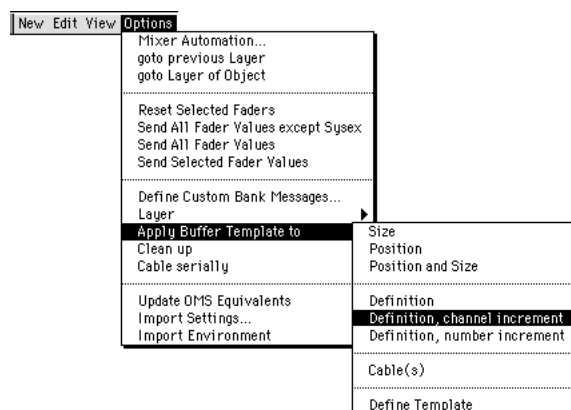 New Edit View Options
Mixer Automation...
goto previous Layer
goto Layer of Object
Reset Selected Faders
Send All Fader Values except Sysex
Send All Fader Values
Send Selected Fader Values
Define Custom Bank Messages...
Layer
Apply Buffer Template to
Clean up
Cable serially
Update OMS Equivalents
Import Settings...
Import Environment
Size
Position
Position and Size
Definition
Definition, channel increment
Definition, number increment
Cable(s)
Define Template